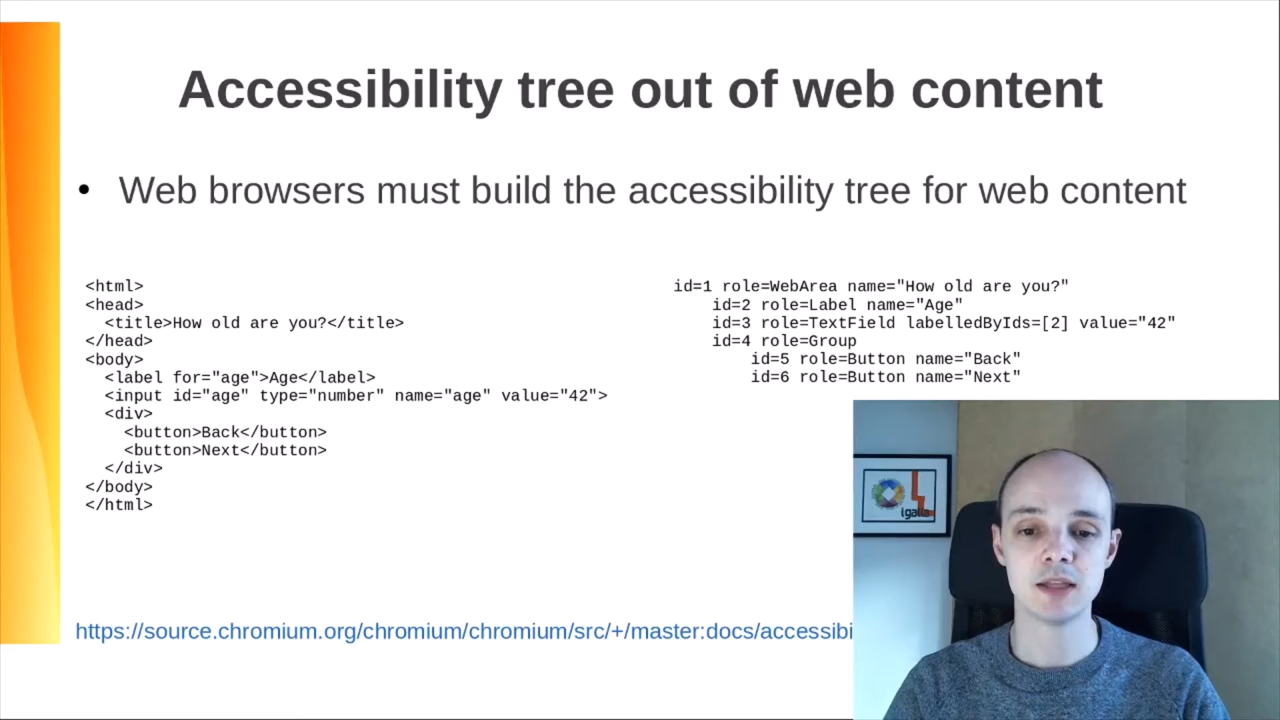 Accessibility tree out of web content
• Web browsers must build the accessibility tree for web content
<html>
<head>
  <title>How old are you?</title>
</head>
<body>
  <label for="age">Age</label>
  <input id="age" type="number" name="age" value="42">
  <div>
    <button>Back</button>
    <button>Next</button>
  </div>
</body>
</html>
id=1 role=WebArea name="How old are you?"
    id=2 role=Label name="Age"
    id=3 role=TextField labelledByIds=[2] value="42"
    id=4 role=Group
        id=5 role=Button name="Back"
        id=6 role=Button name="Next"
https://source.chromium.org/chromium/chromium/src/+/master:docs/accessibi
igalia